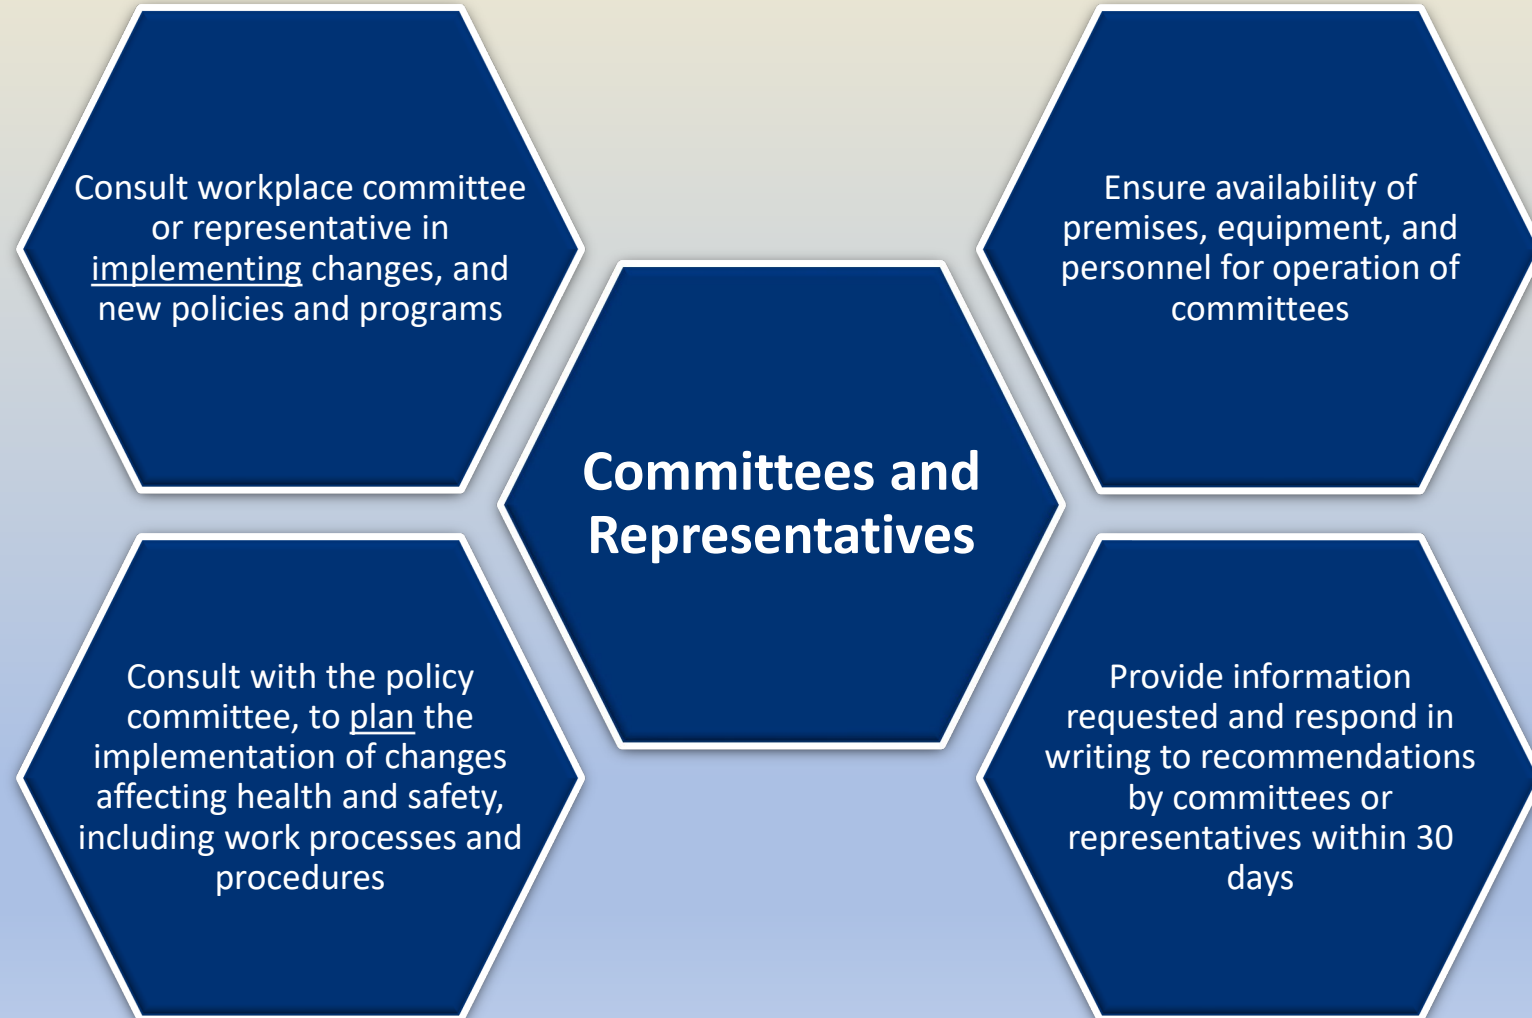 Consult workplace committee
or representative in
implementing changes, and
new policies and programs
Ensure availability of
premises, equipment, and
personnel for operation of
committees
Committees and
Representatives
Consult with the policy
committee, to plan the
implementation of changes
affecting health and safety,
including work processes and
procedures
Provide information
requested and respond in
writing to recommendations
by committees or
representatives within 30
days